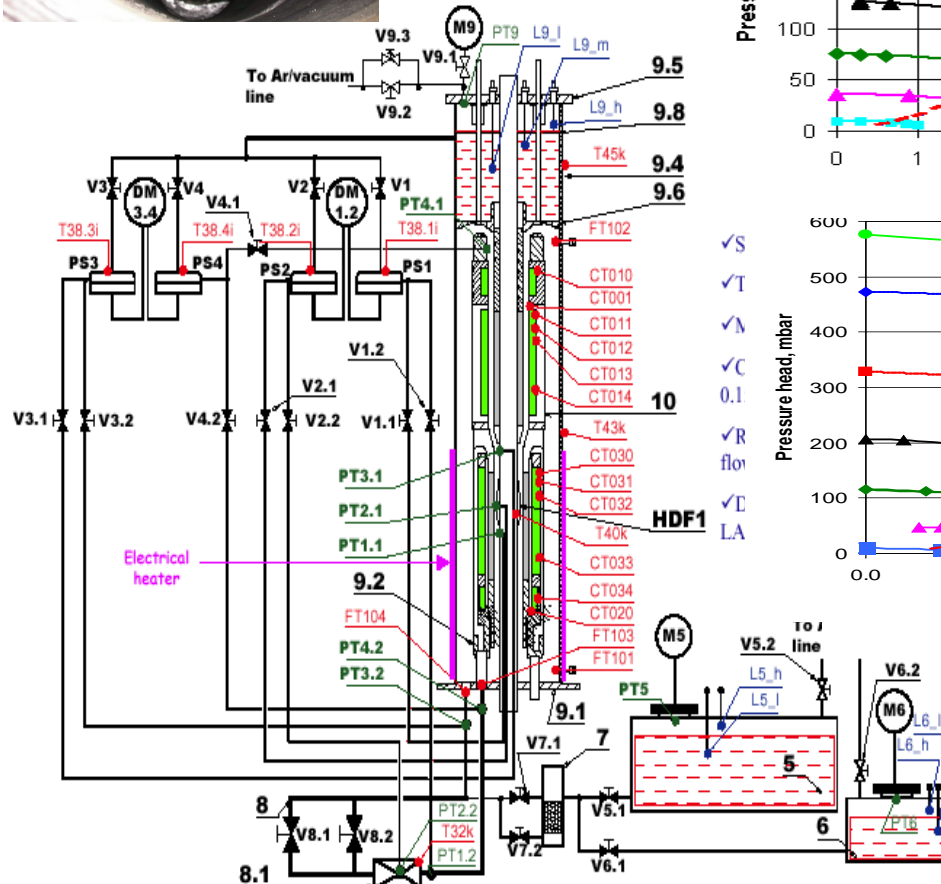 M9
V9.3
PT9
L9_l
L9_m
V9.1
9.5
To Ar/vacuum
line
V9.2
L9_h
9.8
T45k
9.4
V3
DM
3.4
V4
V4.1
V2
DM
1.2
V1
PT4.1
9.6
T38.3i
T38.4i
T38.2i
T38.1i
FT102
PS3
PS4
PS2
PS1
CT010
CT001
CT011
CT012
V1.2
CT013
V2.1
CT014
10
V3.1
V3.2
V4.2
V2.2
V1.1
T43k
CT030
PT3.1
CT031
CT032
PT2.1
HDF1
PT1.1
T40k
Electrical
heater
CT033
9.2
CT034
CT020
FT104
FT103
PT4.2
FT101
PT3.2
9.1
M5
PT5
L5_h
L5_l
V5.2
line
V6.2
M6
L6_h
7
V7.1
5
8
V5.1
PT6
V8.1
V8.2
PT2.2
T32k
V7.2
6
8.1
PT1.2
V6.1
100
50
0
0
1
600
500
400
300
200
100
0
0.0
Pressure head, mbar
✓S
✓T
✓M
✓C
0.1
✓R
flov
✓D
LA